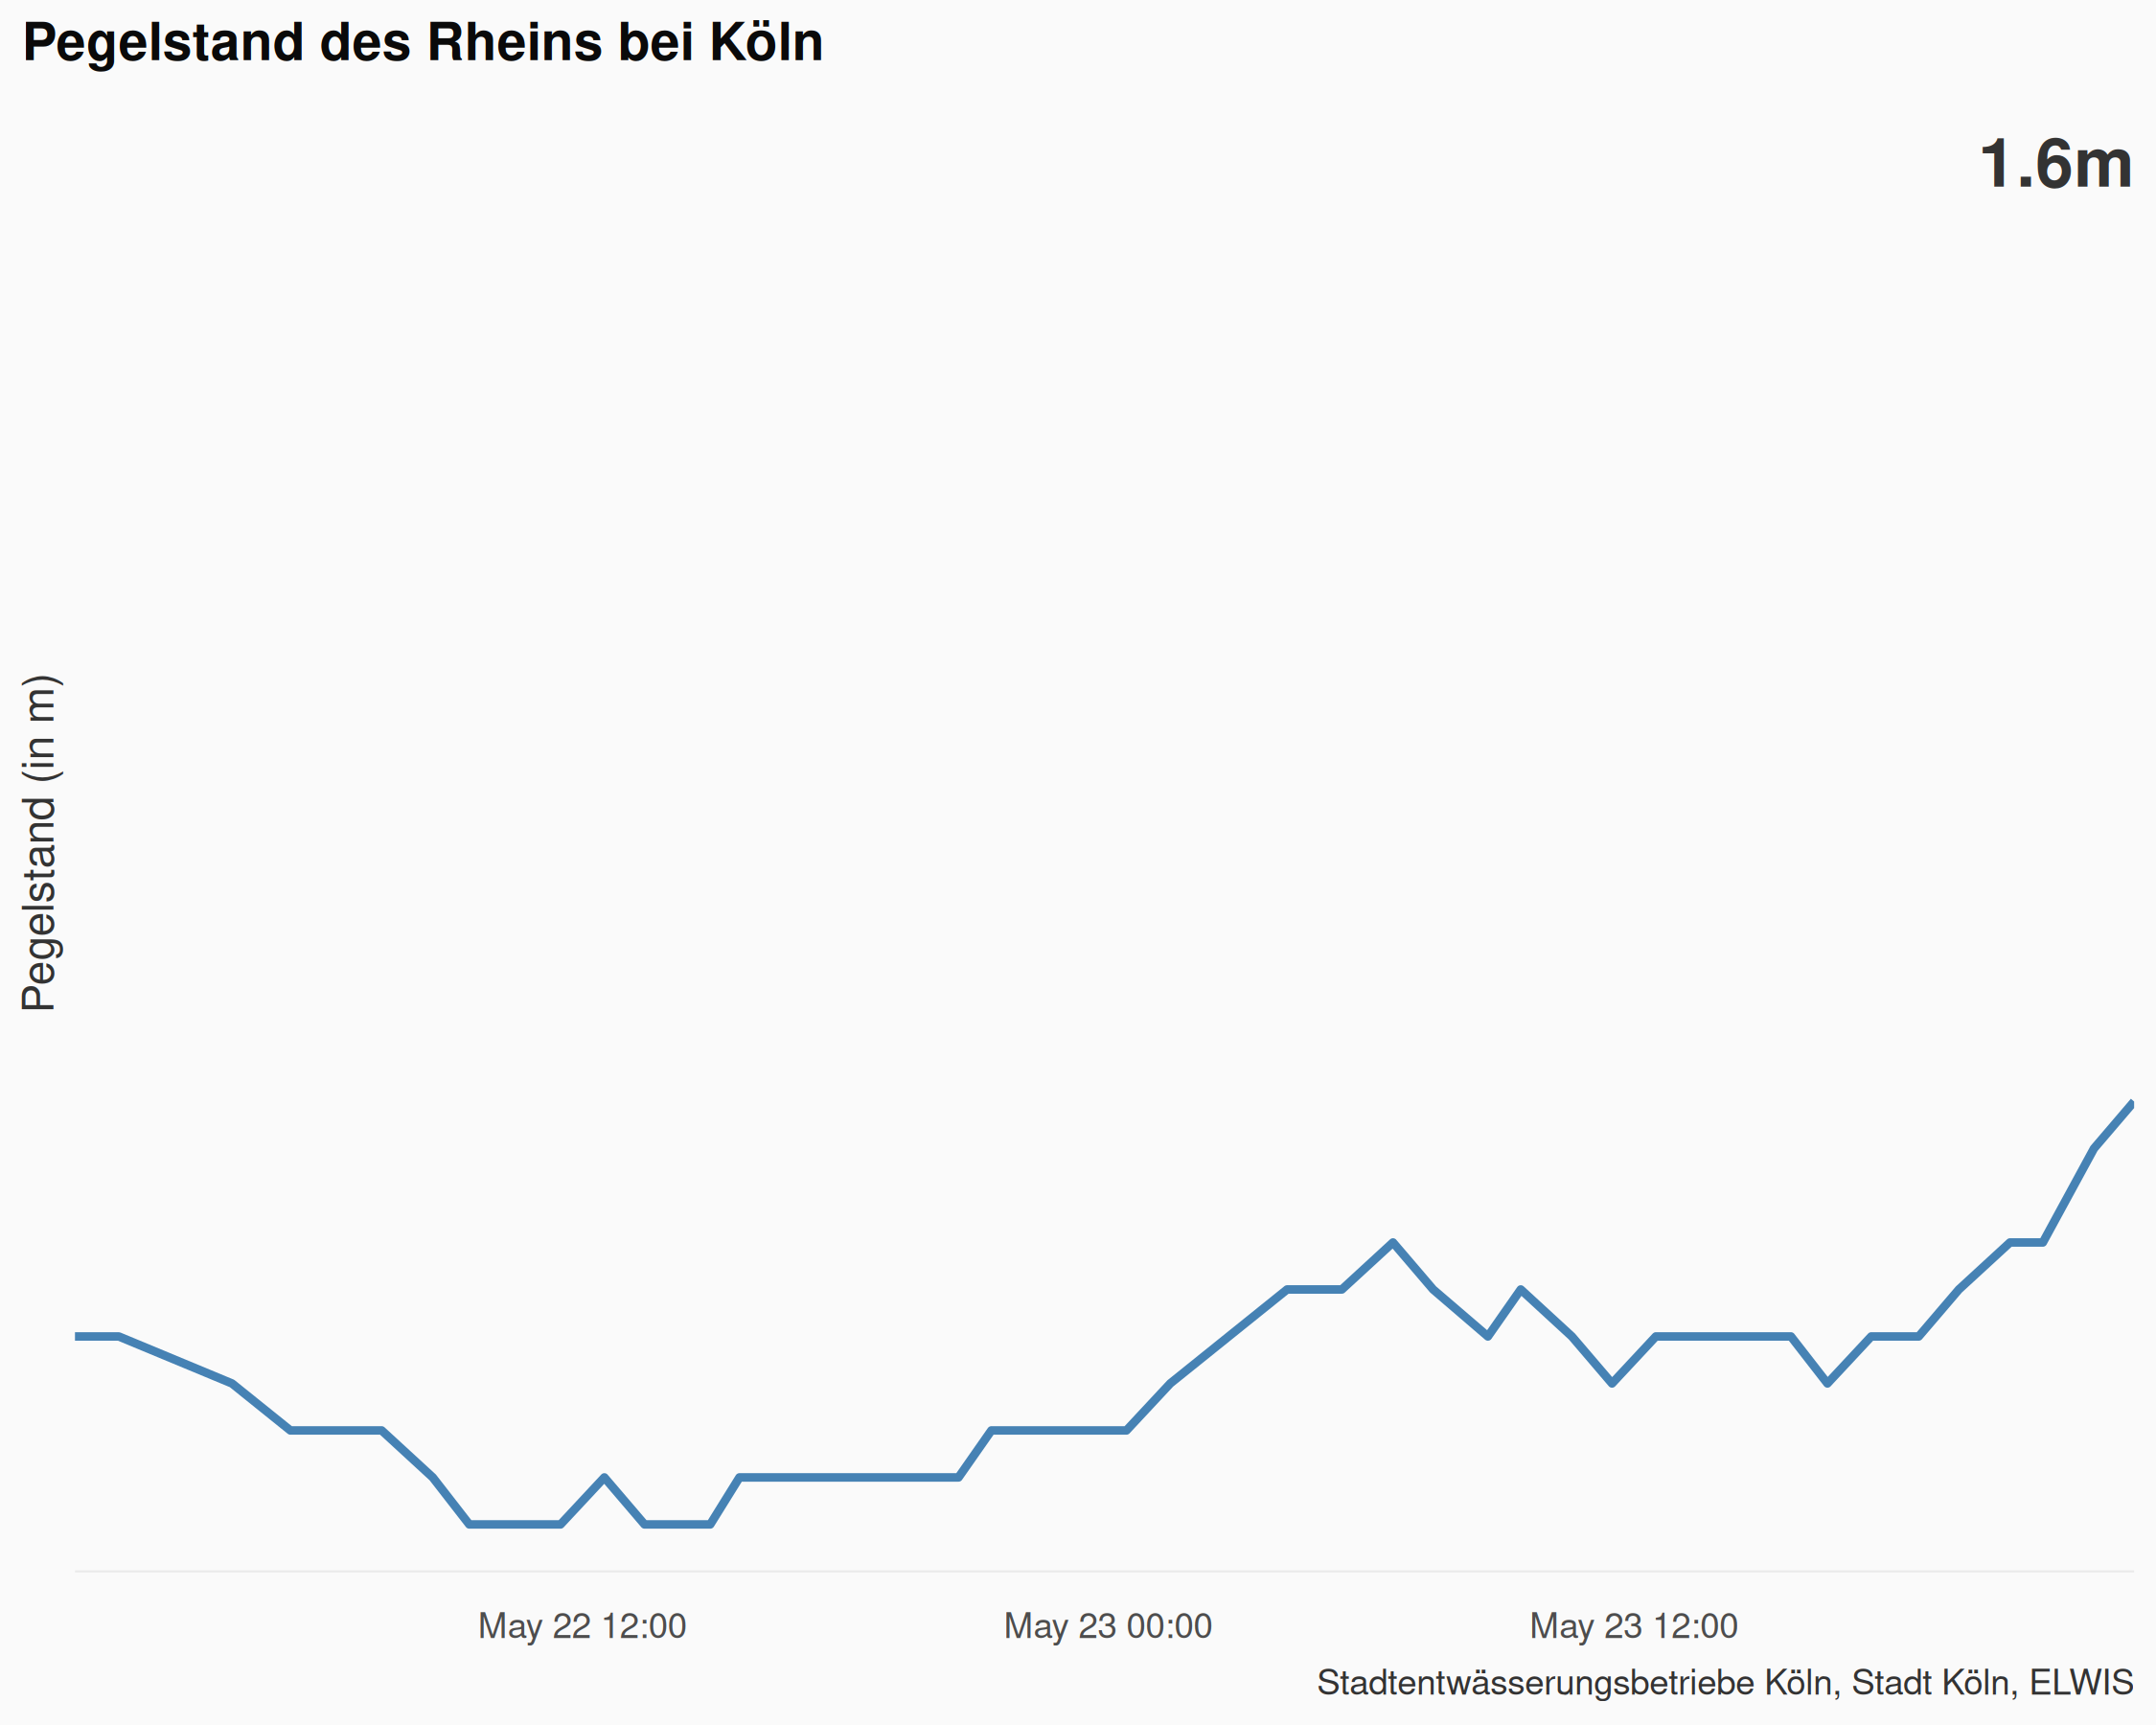 Pegelstand des Rheins bei Köln
1.6m
Pegelstand (in m)
May 22 12:00
May 23 00:00
May 23 12:00
Stadtentwässerungsbetriebe Köln, Stadt Köln, ELWIS